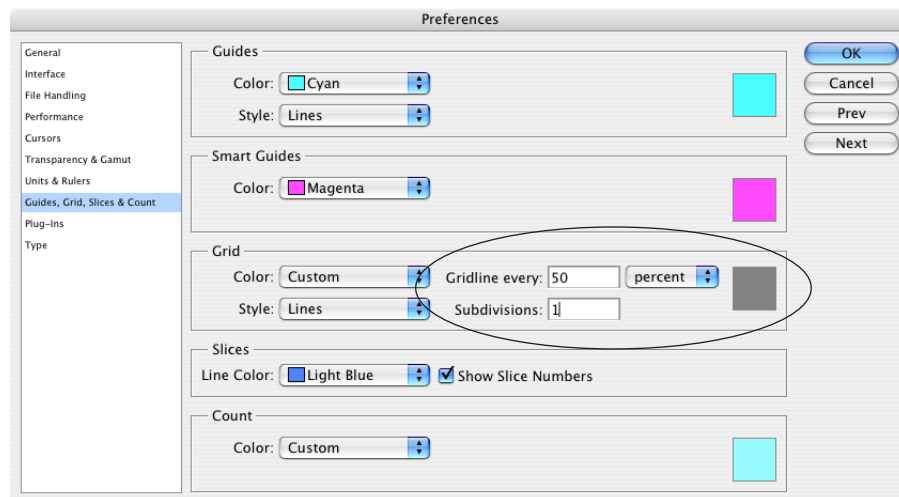 Preferences
General
Interface
File Handling
Performance
Cursors
Transparency & Gamut
Units & Rulers
Guides, Grid, Slices & Count
Plug-Ins
Type
Guides
Color: Cyan
Style: Lines
Smart Guides
Color: Magenta
Grid
Color: Custom Gridline every: 50 percent
Style: Lines Subdivisions: 1
Slices
Line Color: Light Blue Show Slice Numbers
Count
Color: Custom
OK
Cancel
Prev
Next